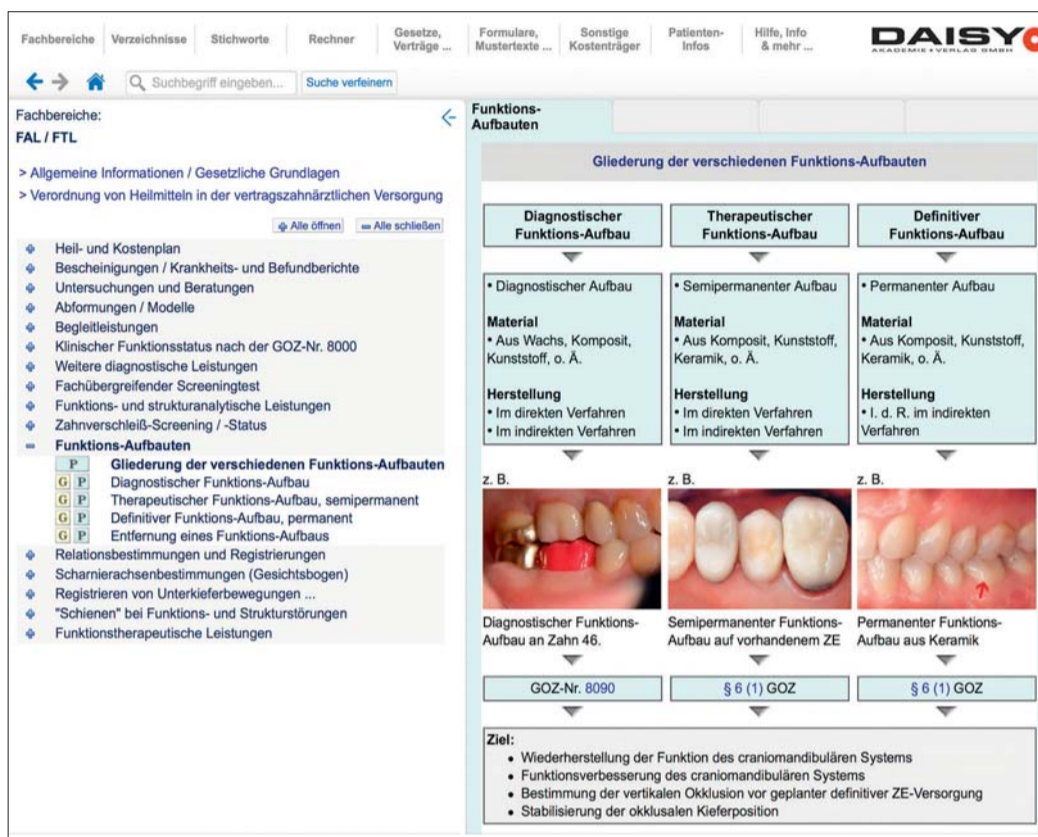 Fachbereiche
Verzeichnisse
Stichworte
Rechner
Gesetze,
Verträge ...
Formulare,
Mustertexte ...
Sonstige
Kostenträger
Patienten-
Infos
Hilfe, Info
& mehr ...
DAISY
AKADEMIE + VERLAG GMBH
Suchbegriff eingeben...
Suche verfeinern
Fachbereiche:
FAL / FTL
> Allgemeine Informationen / Gesetzliche Grundlagen
> Verordnung von Heilmitteln in der vertragszahnärztlichen Versorgung
Alle öffnen
Alle schließen
Heil- und Kostenplan
Bescheinigungen / Krankheits- und Befundberichte
Untersuchungen und Beratungen
Abformungen / Modelle
Begleitleistungen
Klinischer Funktionsstatus nach der GOZ-Nr. 8000
Weitere diagnostische Leistungen
Fachübergreifender Screeningtest
Funktions- und strukturanalytische Leistungen
Zahnverschleiß-Screening / -Status
Funktions-Aufbauten
P Gliederung der verschiedenen Funktions-Aufbauten
G P Diagnostischer Funktions-Aufbau
G P Therapeutischer Funktions-Aufbau, semipermanent
G P Definitiver Funktions-Aufbau, permanent
G P Entfernung eines Funktions-Aufbaus
Relationsbestimmungen und Registrierungen
Scharnierachsenbestimmungen (Gesichtsbogen)
Registrieren von Unterkieferbewegungen ...
"Schienen" bei Funktions- und Strukturstörungen
Funktionstherapeutische Leistungen
Funktions-
Aufbauten
Gliederung der verschiedenen Funktions-Aufbauten
Diagnostischer
Funktions-Aufbau
• Diagnostischer Aufbau
Material
• Aus Wachs, Komposit,
Kunststoff, o. Ä.
Herstellung
• Im direkten Verfahren
• Im indirekten Verfahren
z. B.
Diagnostischer Funktions-
Aufbau an Zahn 46.
GOZ-Nr. 8090
Therapeutischer
Funktions-Aufbau
• Semipermanenter Aufbau
Material
• Aus Komposit, Kunststoff,
Keramik, o. Ä.
Herstellung
• Im direkten Verfahren
• Im indirekten Verfahren
z. B.
Semipermanenter Funktions-
Aufbau auf vorhandenem ZE
§ 6 (1) GOZ
Definitiver
Funktions-Aufbau
• Permanenter Aufbau
Material
• Aus Komposit, Kunststoff,
Keramik, o. Ä.
Herstellung
• I. d. R. im indirekten
Verfahren
z. B.
Permanenter Funktions-
Aufbau aus Keramik
§ 6 (1) GOZ
Ziel:
• Wiederherstellung der Funktion des craniomandibulären Systems
• Funktionsverbesserung des craniomandibulären Systems
• Bestimmung der vertikalen Okklusion vor geplanter definitiver ZE-Versorgung
• Stabilisierung der okklusalen Kieferposition